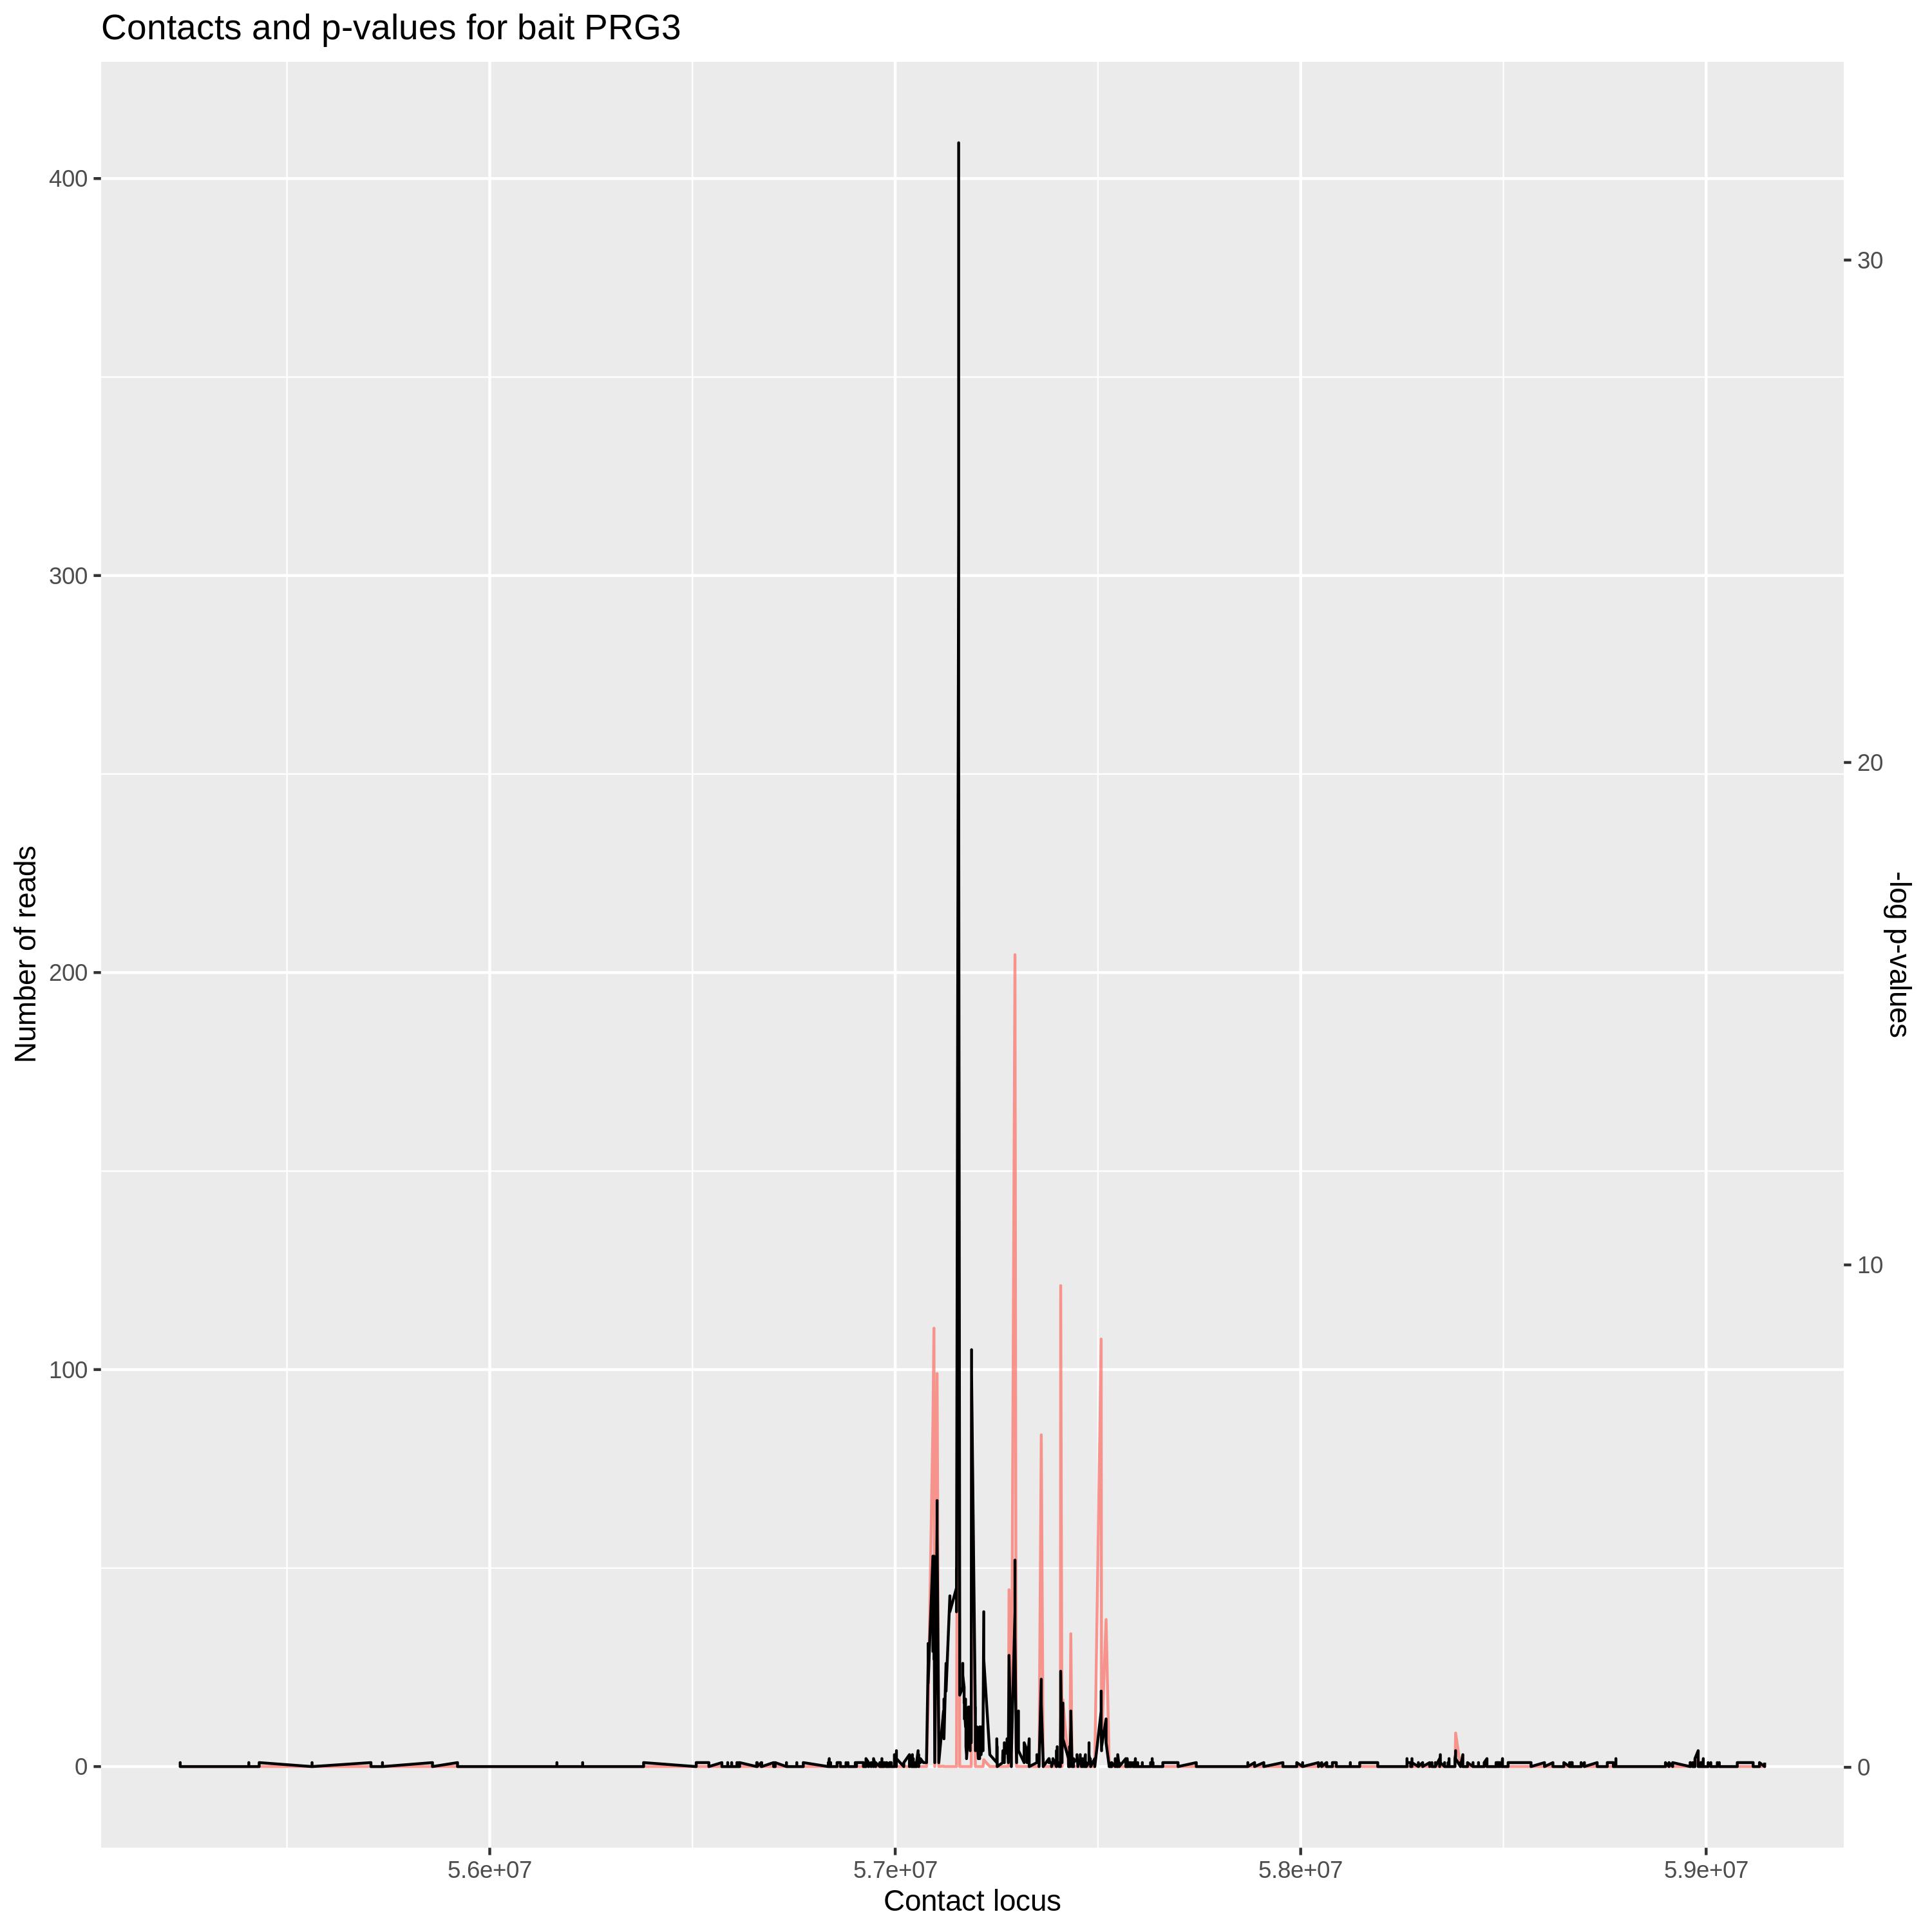 Contacts and p-values for bait PRG3
400
300
200
100
0
Number of reads
30
20
10
0
-log p-values
5.6e+07 5.7e+07 5.8e+07 5.9e+07
Contact locus